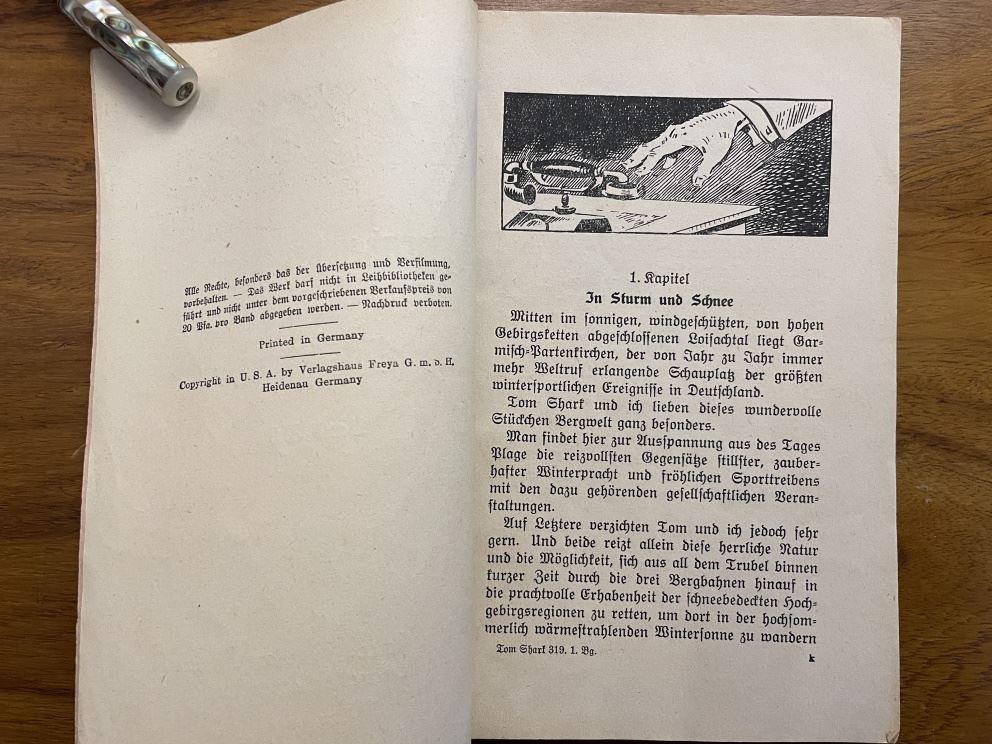 Alle Rechte, besonders das der Übersetzung und Verfilmung,
vorbehalten. — Das Werk darf nicht in Leihbibliotheken ge-
führt und nicht unter dem vorgeschriebenen Verkaufspreis von
20 Pfg. pro Band abgegeben werden. — Nachdruck verboten.
Printed in Germany
Copyright in U. S. A. by Verlagshaus Freya G. m. b. H.
Heidenau Germany
1. Kapitel
In Sturm und Schnee
Mitten im sonnigen, windgeschützten, von hohen
Gebirgsketten abgeschlossenen Loisachtal liegt Gar-
misch-Partenkirchen, der von Jahr zu Jahr immer
mehr Weltruf erlangende Schauplatz der größten
wintersportlichen Ereignisse in Deutschland.
Tom Shark und ich lieben dieses wundervolle
Stückchen Bergwelt ganz besonders.
Man findet hier zur Ausspannung aus des Tages
Plage die reizvollsten Gegensätze stillster, zauber-
hafter Winterpracht und fröhlichen Sporttreibens
mit den dazu gehörenden gesellschaftlichen Veran-
staltungen.
Auf Letztere verzichten Tom und ich jedoch sehr
gern. Und beide reizt allein diese herrliche Natur
und die Möglichkeit, sich aus all dem Trubel binnen
kurzer Zeit durch die drei Bergbahnen hinauf in
die prachtvolle Erhabenheit der schneebedeckten Hoch-
gebirgsregionen zu retten, um dort in der hochsom-
merlich wärmestrahlenden Wintersonne zu wandern
Tom Shark 319. 1. Bg.
k